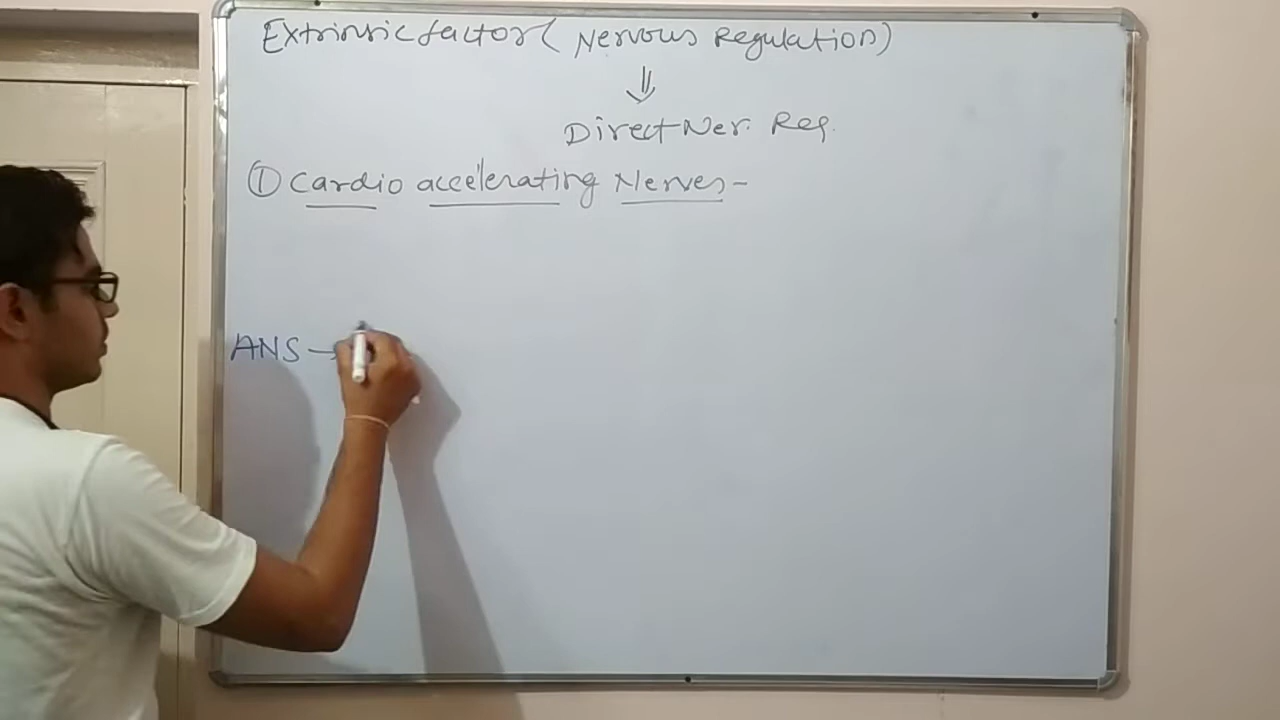 Extrinsic factor ( Nervous Regulation)
⇓
Direct Ner. Reg.
① Cardio accelerating Nerves -
ANS →